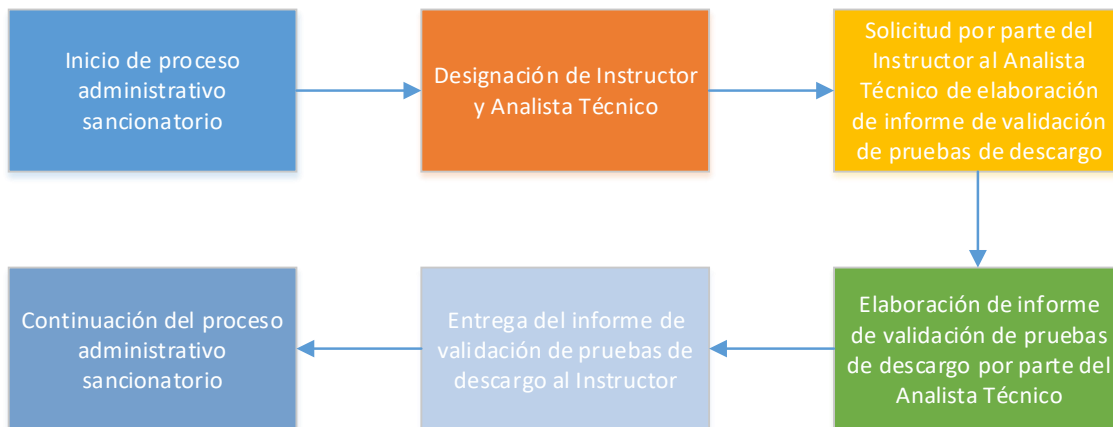 Inicio de proceso
administrativo
sancionatorio
Designación de Instructor
y Analista Técnico
Solicitud por parte del
Instructor al Analista
Técnico de elaboración
de informe de validación
de pruebas de descargo
Elaboración de informe
de validación de pruebas
de descargo por parte del
Analista Técnico
Entrega del informe de
validación de pruebas de
descargo al Instructor
Continuación del proceso
administrativo
sancionatorio